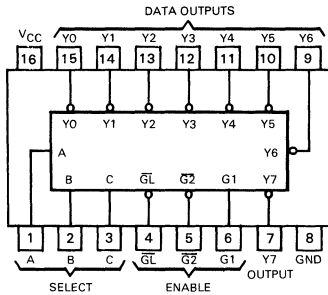 DATA OUTPUTS
VCC Y0 Y1 Y2 Y3 Y4 Y5 Y6
16 15 14 13 12 11 10 9
Y0 Y1 Y2 Y3 Y4 Y5
A Y6
B C GL G2 G1 Y7
1 2 3 4 5 6 7 8
A B C GL G2 G1 Y7 GND
SELECT ENABLE OUTPUT